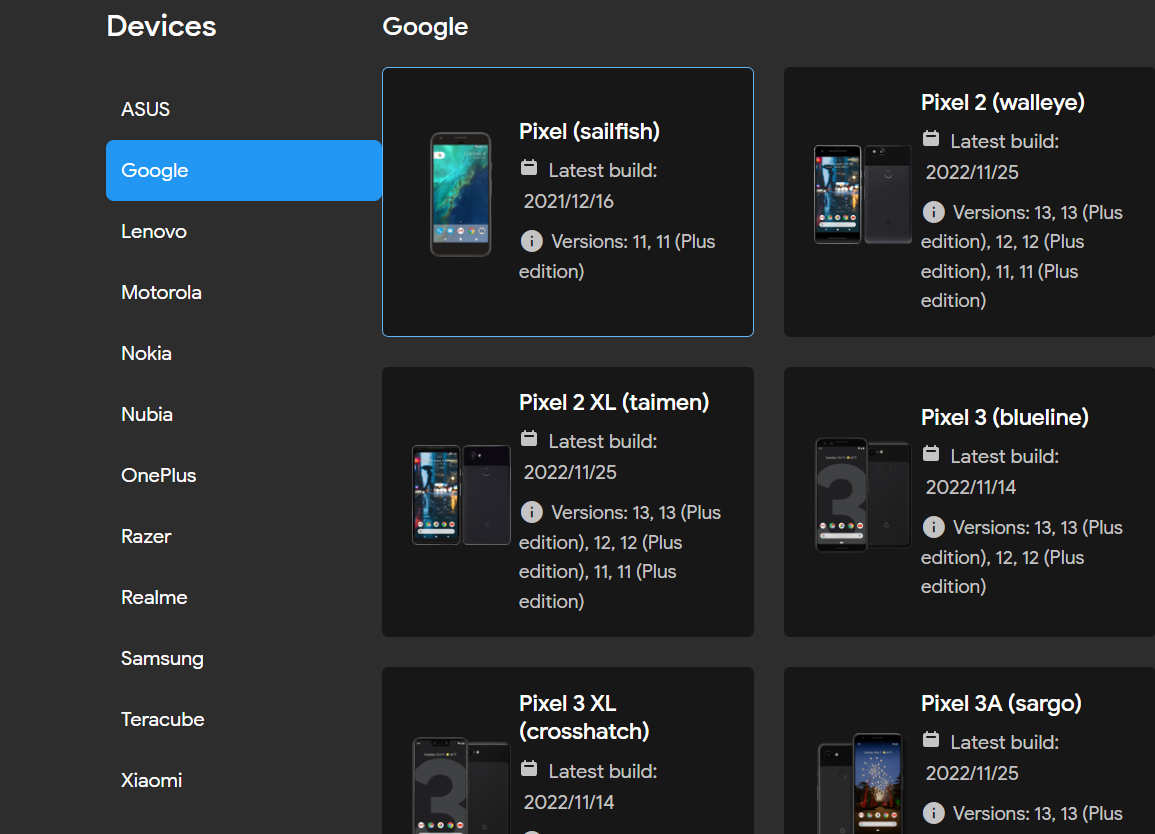 Devices
ASUS
Google
Lenovo
Motorola
Nokia
Nubia
OnePlus
Razer
Realme
Samsung
Teracube
Xiaomi
Google
Pixel (sailfish)
Latest build:
2021/12/16
Versions: 11, 11 (Plus
edition)
Pixel 2 (walleye)
Latest build:
2022/11/25
Versions: 13, 13 (Plus
edition), 12, 12 (Plus
edition), 11, 11 (Plus
edition)
Pixel 2 XL (taimen)
Latest build:
2022/11/25
Versions: 13, 13 (Plus
edition), 12, 12 (Plus
edition), 11, 11 (Plus
edition)
Pixel 3 (blueline)
Latest build:
2022/11/14
Versions: 13, 13 (Plus
edition), 12, 12 (Plus
edition)
Pixel 3 XL
(crosshatch)
Latest build:
2022/11/14
Pixel 3A (sargo)
Latest build:
2022/11/25
Versions: 13, 13 (Plus